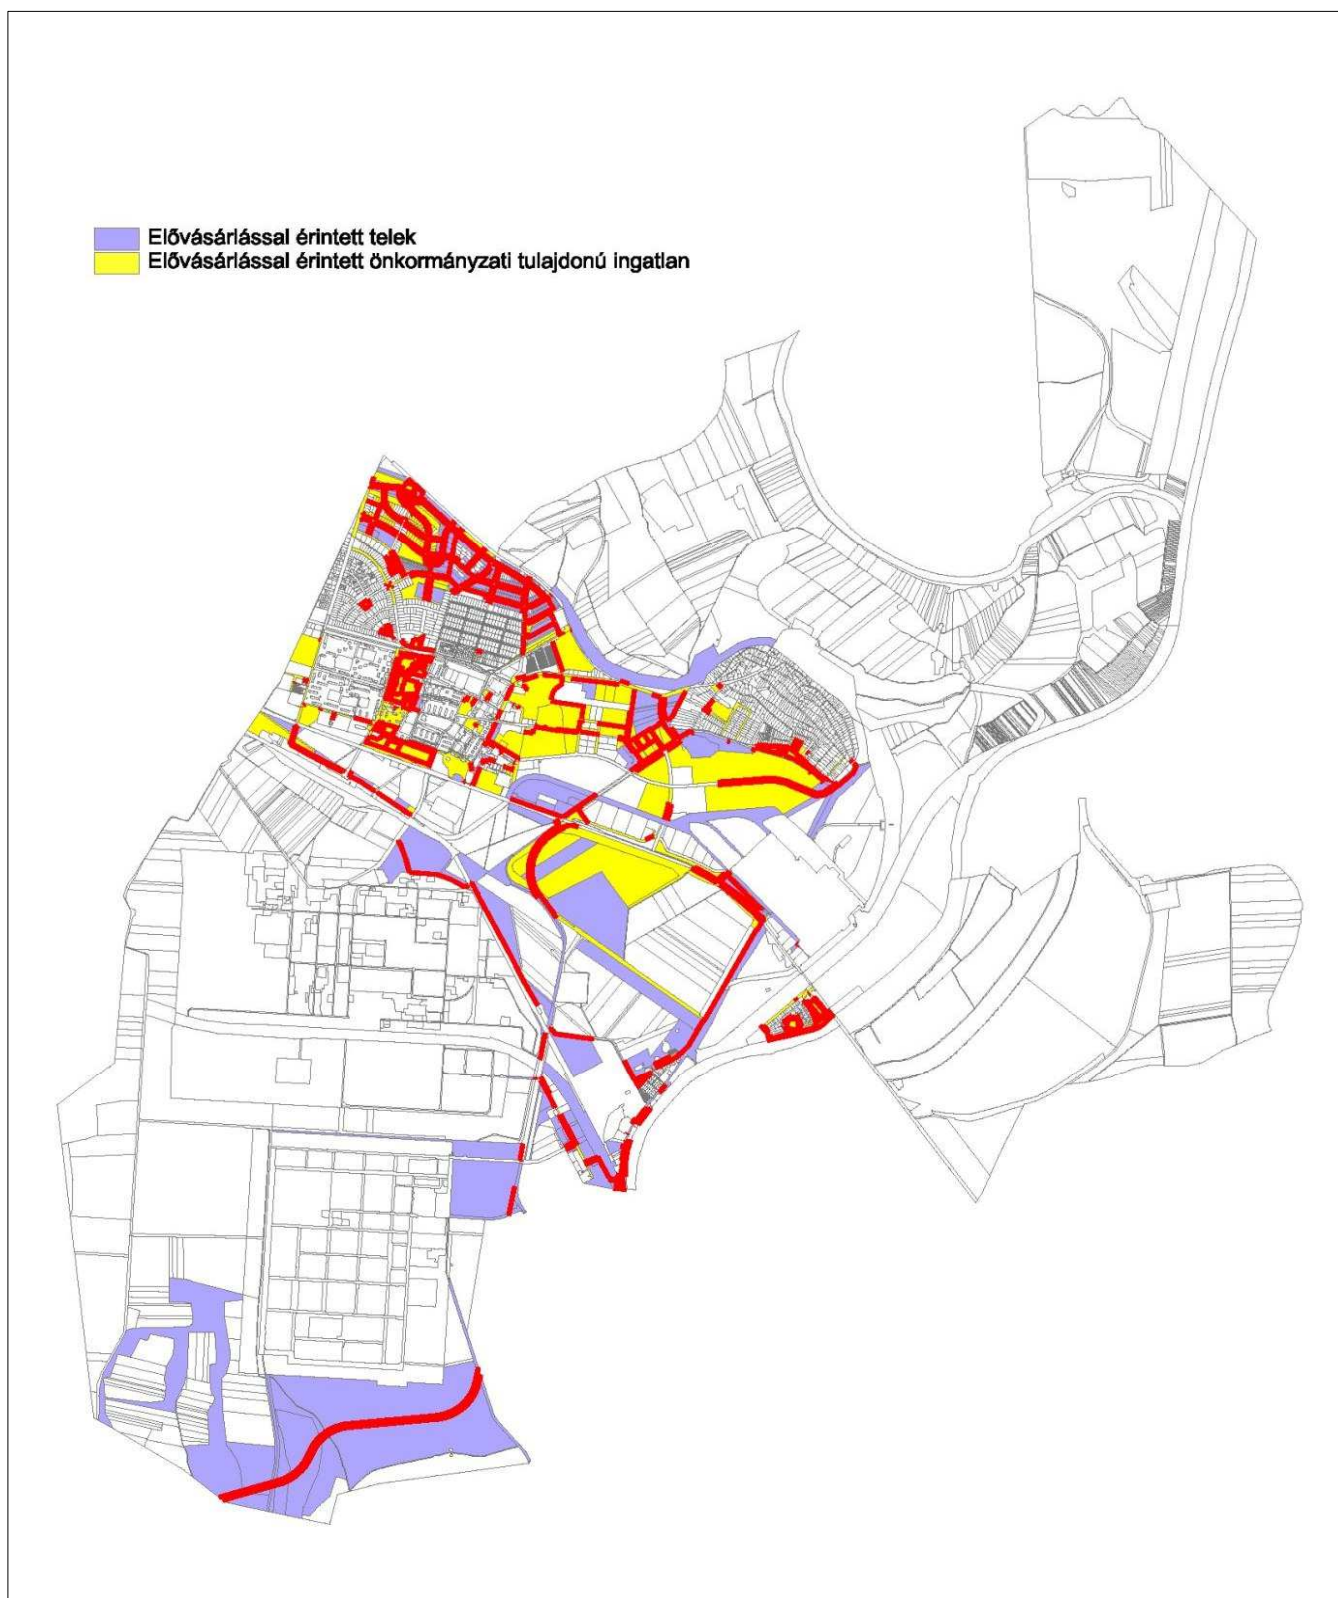 Elővásárlással érintett telek
Elővásárlással érintett önkormányzati tulajdonú ingatlan